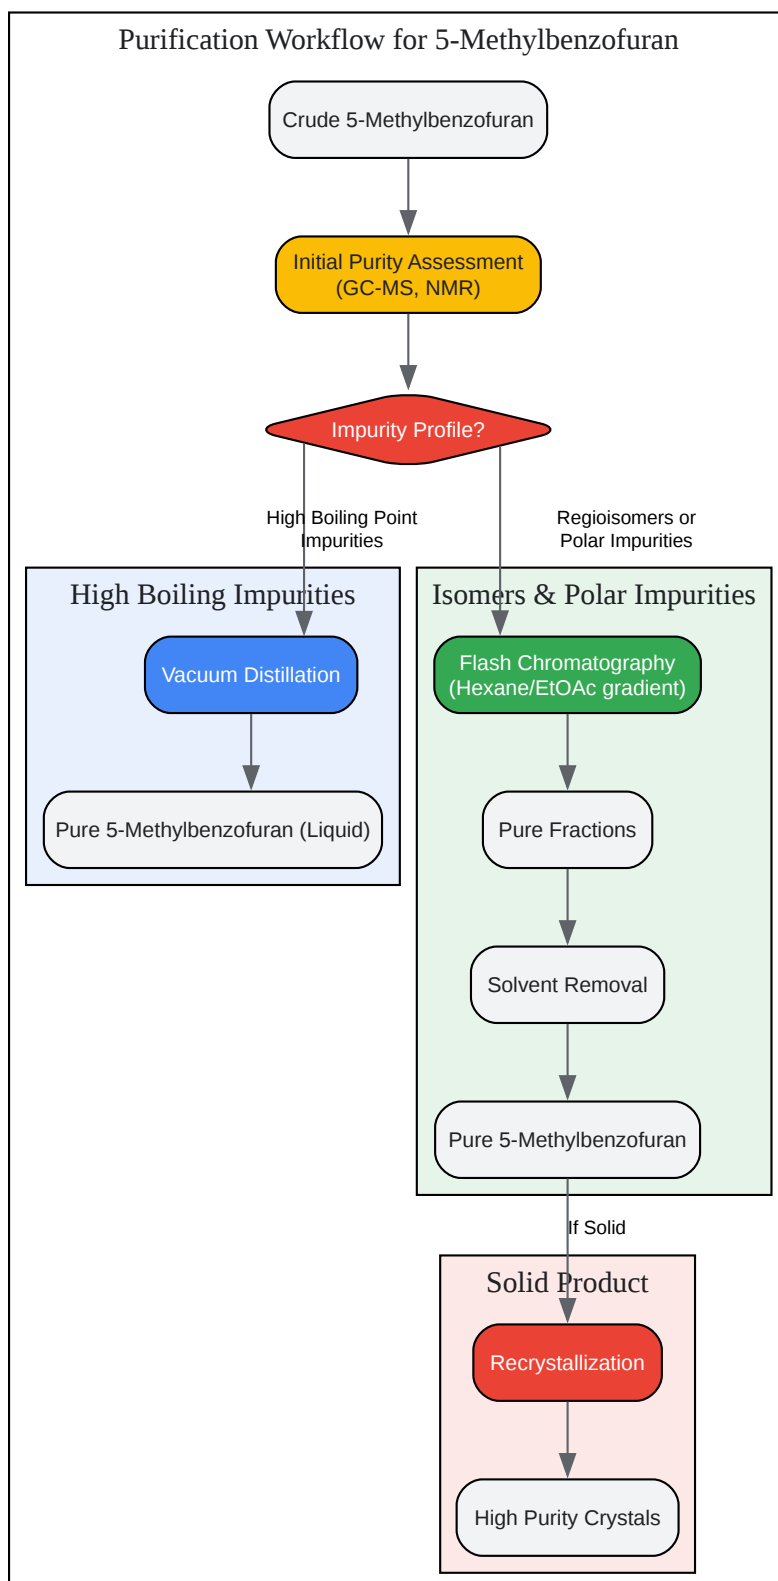 Purification Workflow for 5-Methylbenzofuran
Crude 5-Methylbenzofuran
Initial Purity Assessment
(GC-MS, NMR)
Impurity Profile?
High Boiling Point
Impurities
Regioisomers or
Polar Impurities
High Boiling Impurities
Vacuum Distillation
Pure 5-Methylbenzofuran (Liquid)
Isomers & Polar Impurities
Flash Chromatography
(Hexane/EtOAc gradient)
Pure Fractions
Solvent Removal
Pure 5-Methylbenzofuran
If Solid
Solid Product
Recrystallization
High Purity Crystals